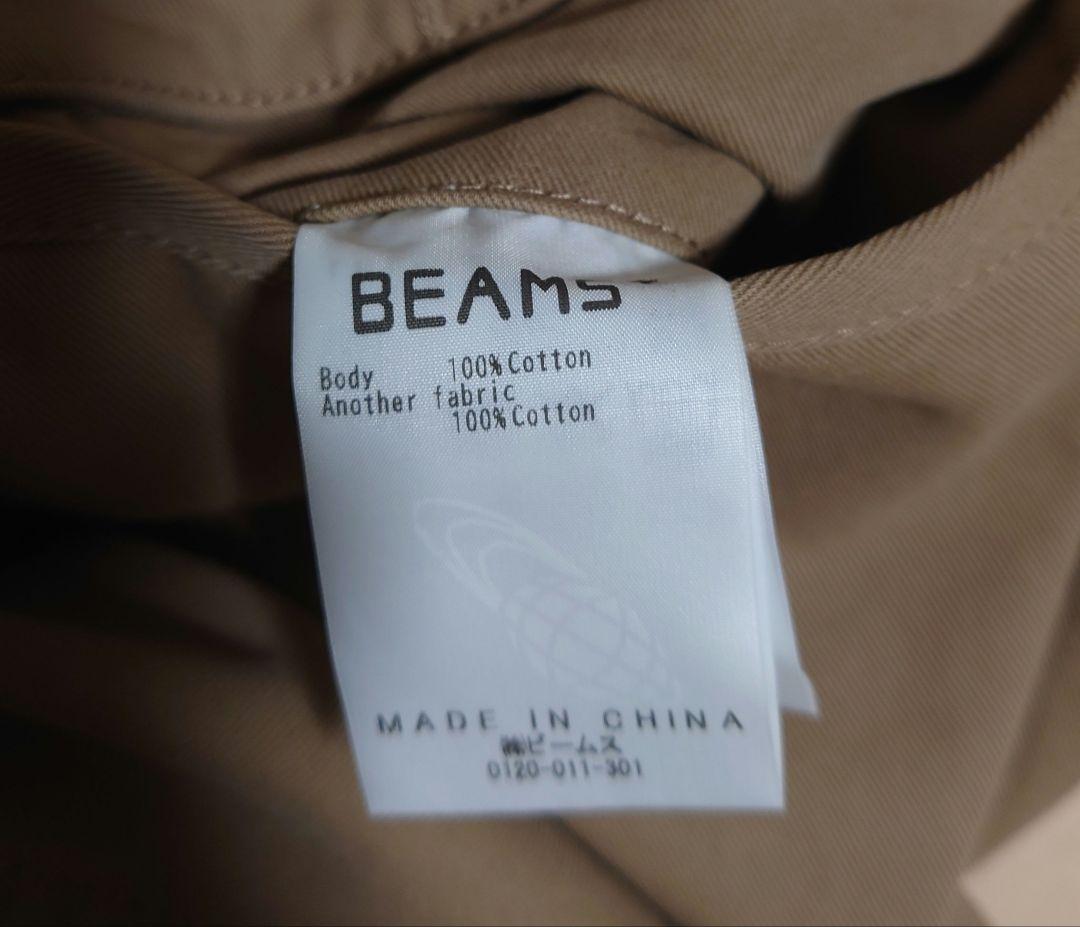 BEAMS
Body 100%Cotton
Another fabric
100%Cotton
MADE IN CHINA
㈱ビームス
0120-011-301